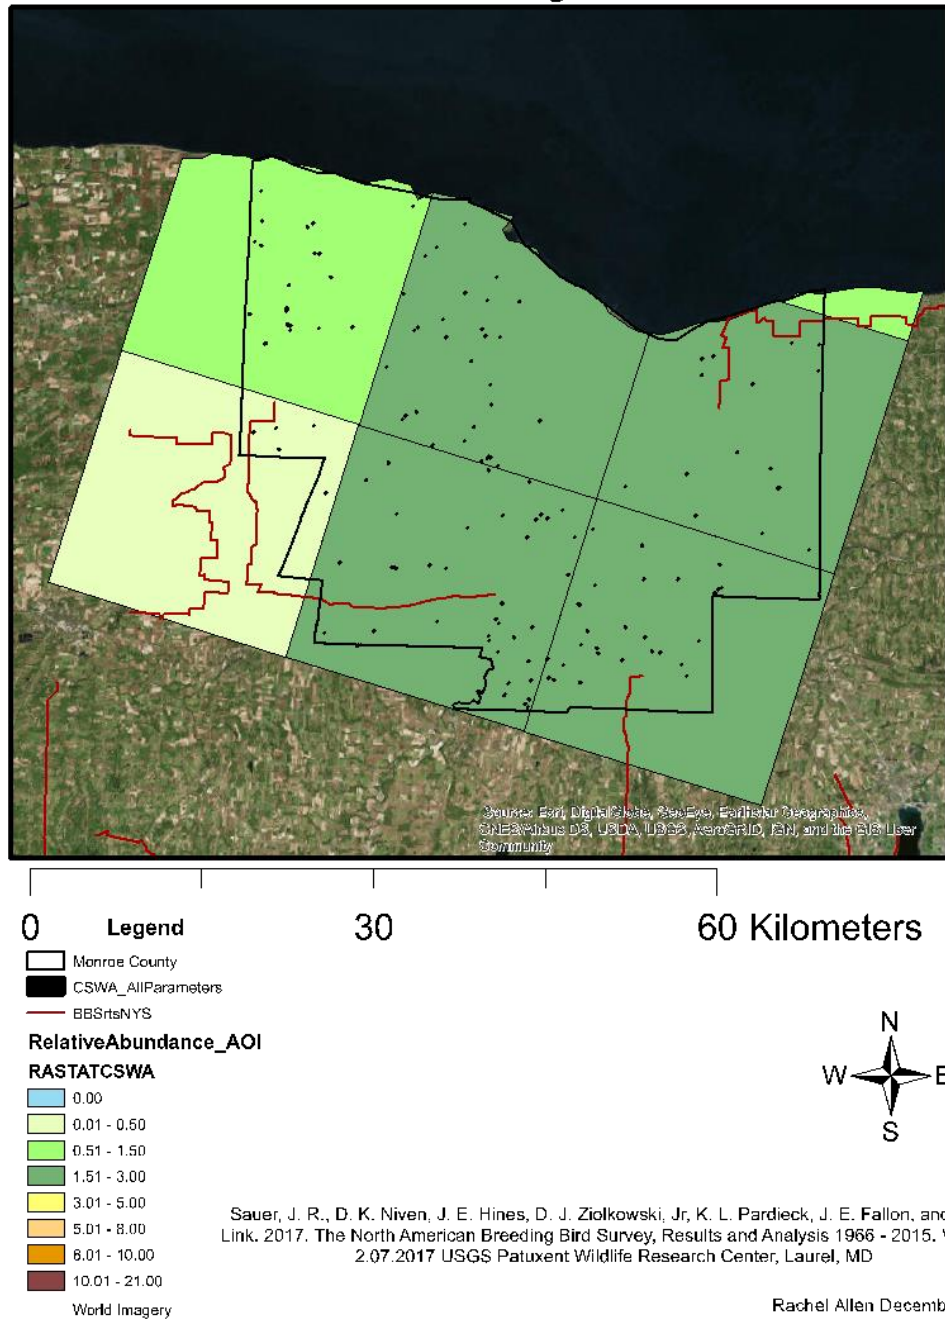 Source: Esri, DigitalGlobe, GeoEye, Earthstar Geographics,
CNES/Airbus DS, USDA, USGS, AeroGRID, IGN, and the GIS User
Community
0 30 60 Kilometers
Legend
Monroe County
CSWA_AllParameters
BBSrtsNYS
RelativeAbundance_AOI
RASTATCSWA
0.00
0.01 - 0.50
0.51 - 1.50
1.51 - 3.00
3.01 - 5.00
5.01 - 8.00
8.01 - 10.00
10.01 - 21.00
World Imagery
N
W E
S
Sauer, J. R., D. K. Niven, J. E. Hines, D. J. Ziolkowski, Jr, K. L. Pardieck, J. E. Fallon, and
Link. 2017. The North American Breeding Bird Survey, Results and Analysis 1966 - 2015.
2.07.2017 USGS Patuxent Wildlife Research Center, Laurel, MD
Rachel Allen Decemb